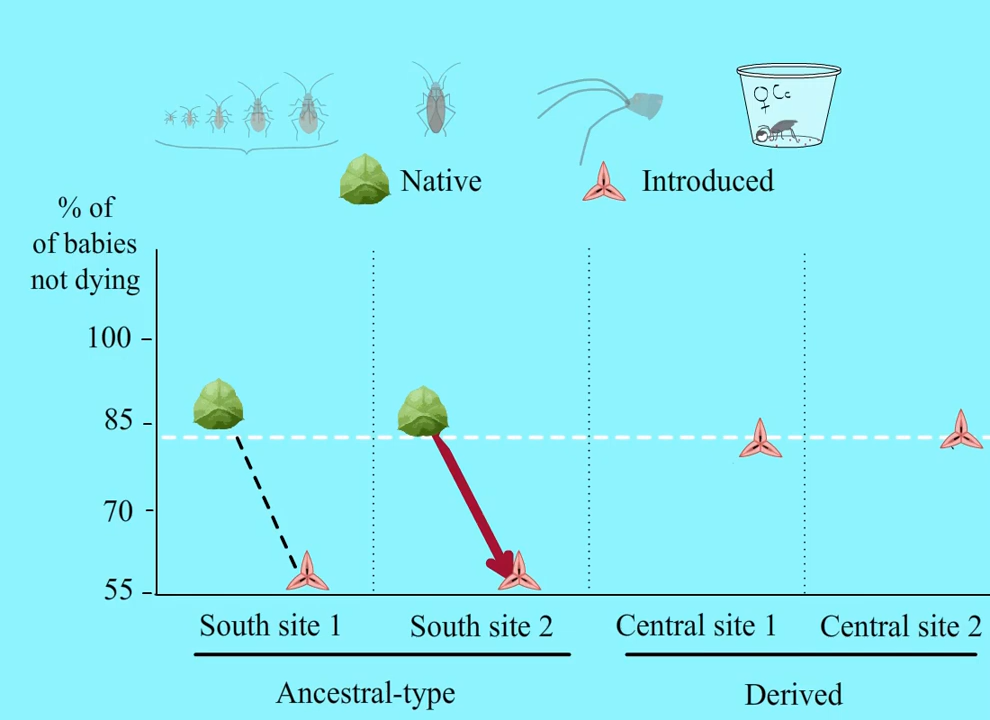 ♀ Cc
Native
Introduced
% of
of babies
not dying
100
85
70
55
South site 1
South site 2
Central site 1
Central site 2
Ancestral-type
Derived